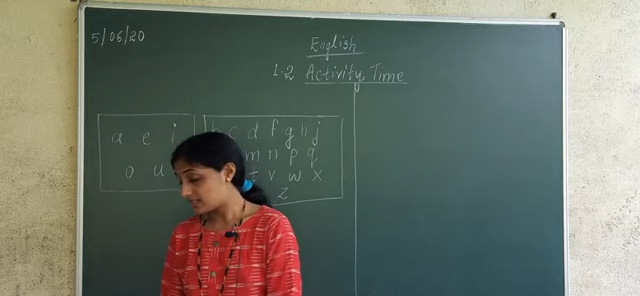 5/06/20
English
1.2 Activity Time
a e i
o u
b c d f g h j
m n p q
t v w x
z